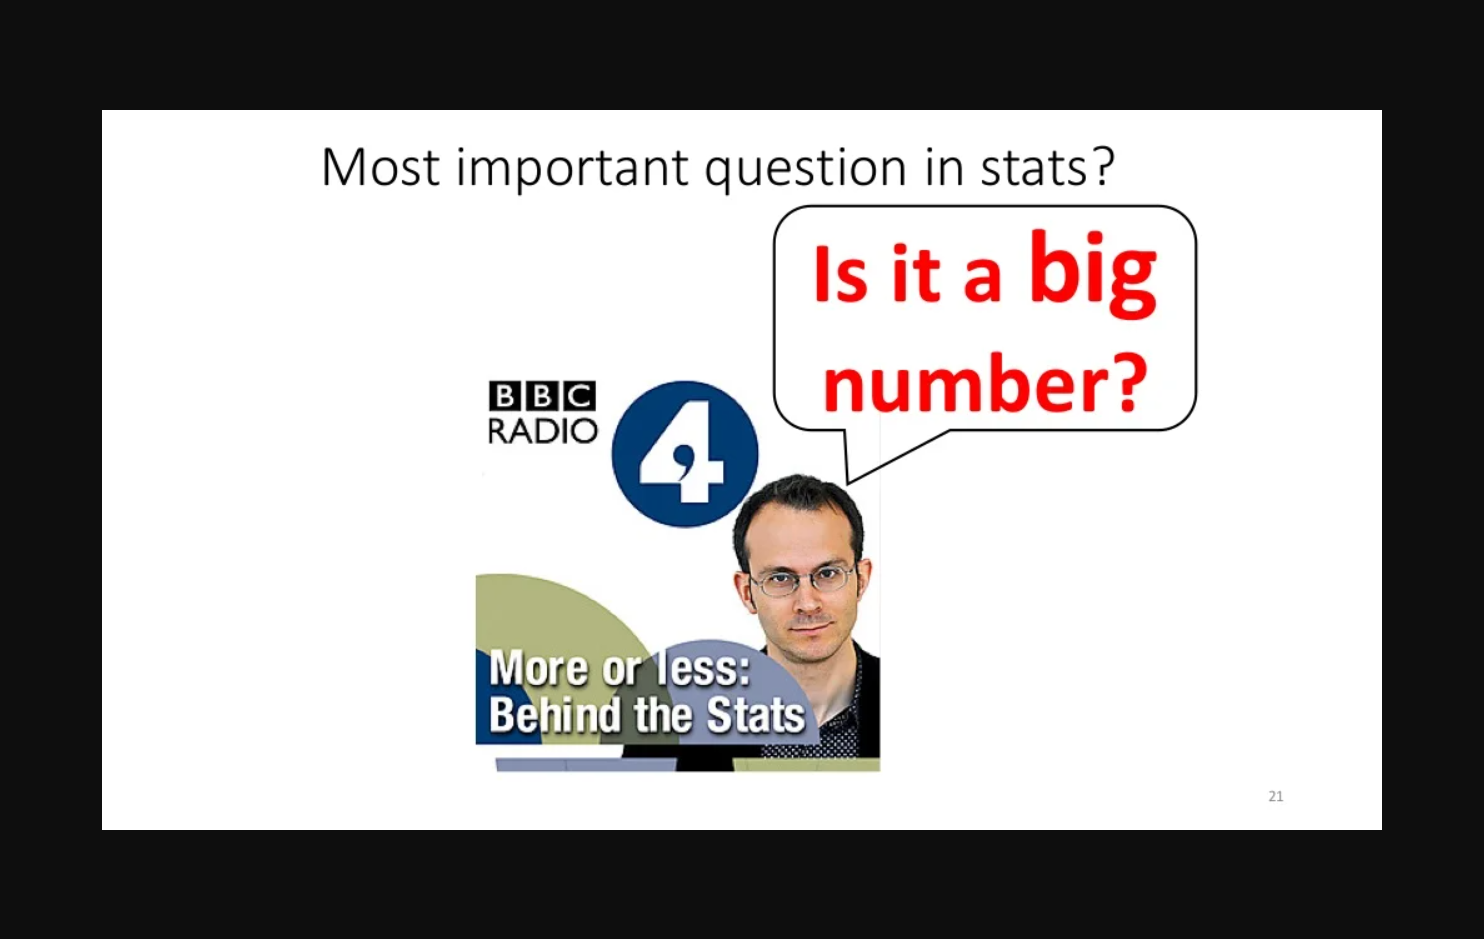 Most important question in stats?
Is it a big
number?
BBC
RADIO
4
More or less:
Behind the Stats
21